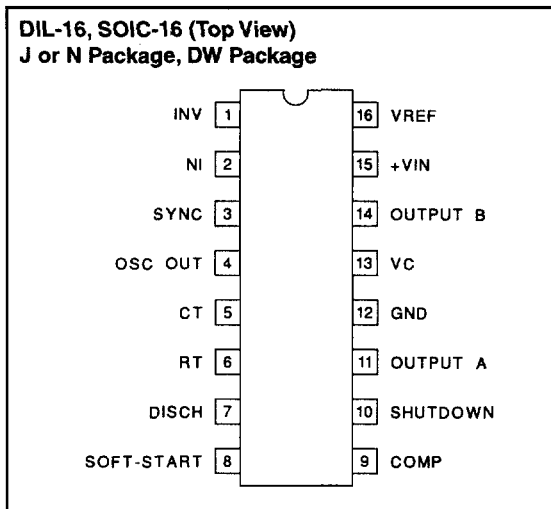 DIL-16, SOIC-16 (Top View)
J or N Package, DW Package
INV 1 16 VREF
NI 2 15 +VIN
SYNC 3 14 OUTPUT B
OSC OUT 4 13 VC
CT 5 12 GND
RT 6 11 OUTPUT A
DISCH 7 10 SHUTDOWN
SOFT-START 8 9 COMP